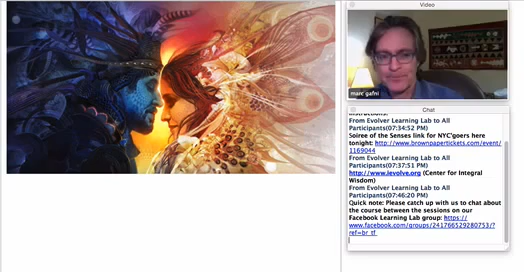 Video
marc gafni
Chat
instructions.
From Evolver Learning Lab to All
Participants(07:34:52 PM)
Soiree of the Senses link for NYC'goers here
tonight: http://www.brownpapertickets.com/event/
1169044
From Evolver Learning Lab to All
Participants(07:37:51 PM)
http://www.ievolve.org (Center for Integral
Wisdom)
From Evolver Learning Lab to All
Participants(07:46:20 PM)
Quick note: Please catch up with us to chat about
the course between the sessions on our
Facebook Learning Lab group: https://
www.facebook.com/groups/241766529280753/?
ref=br_tf